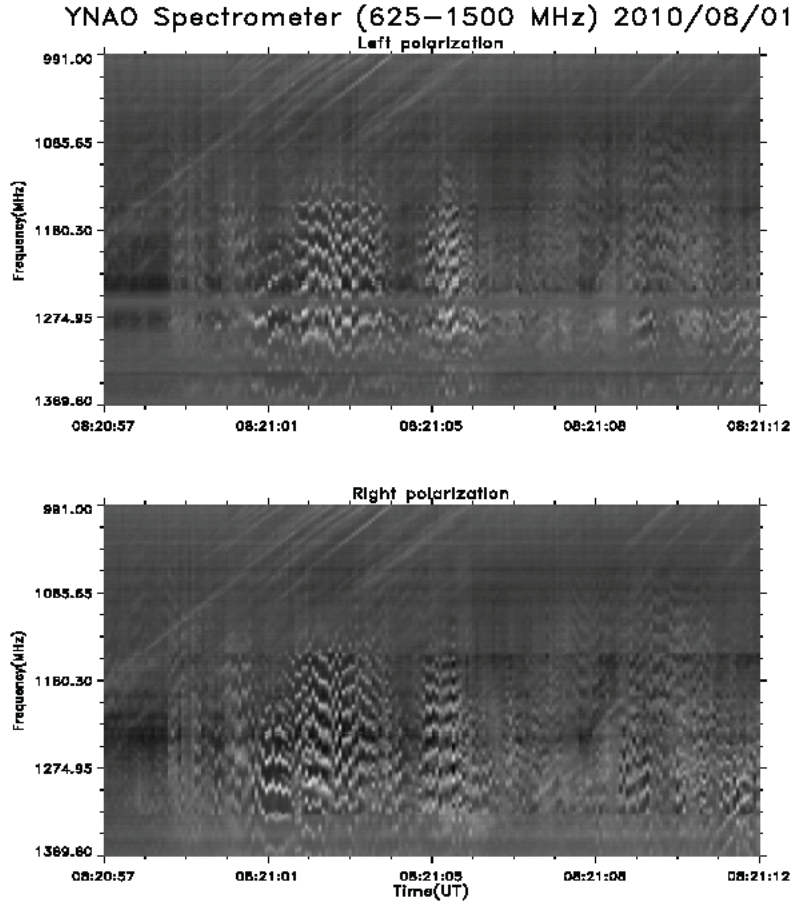 YNAO Spectrometer (625-1500 MHz) 2010/08/01
Left polarization
991.00
1085.65
1180.30
1274.95
1369.60
Frequency(MHz)
08:20:57 08:21:01 08:21:05 08:21:08 08:21:12
Right polarization
991.00
1085.65
1180.30
1274.95
1369.60
Frequency(MHz)
08:20:57 08:21:01 08:21:05 08:21:08 08:21:12
Time(UT)